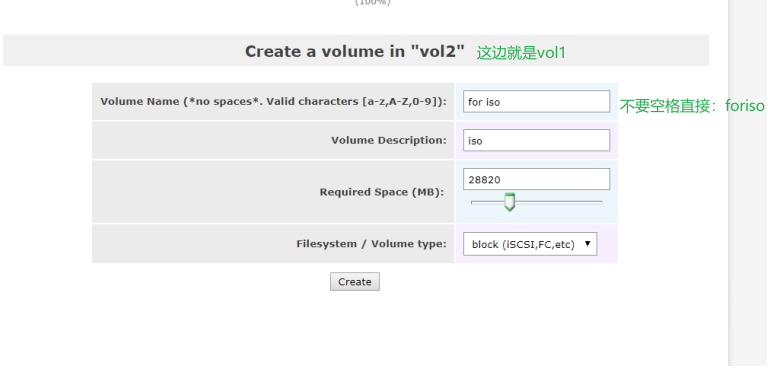 (100%)
Create a volume in "vol2" 这边就是vol1
Volume Name (*no spaces*. Valid characters [a-z,A-Z,0-9]): for iso 不要空格直接：foriso
Volume Description: iso
Required Space (MB): 28820
Filesystem / Volume type: block (iSCSI,FC,etc)
Create